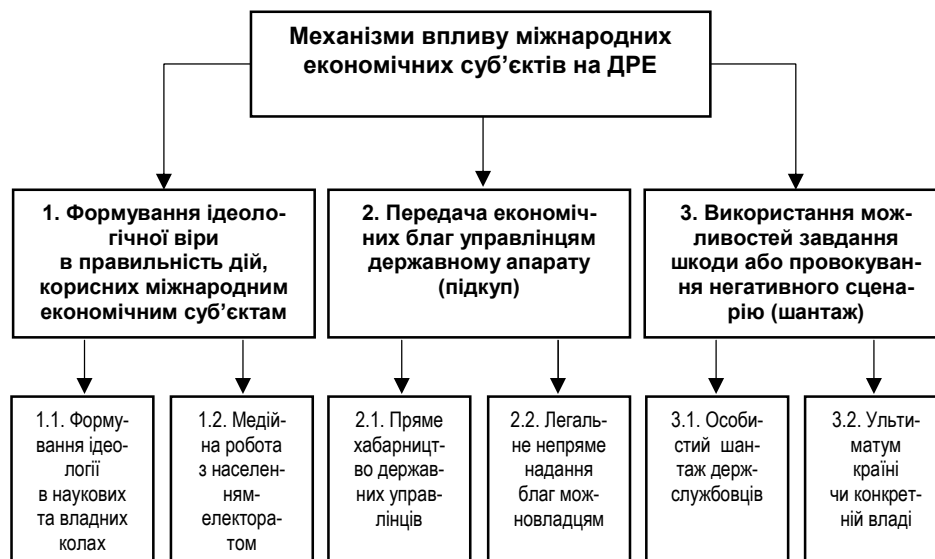 Механізми впливу міжнародних
економічних суб’єктів на ДРЕ
1. Формування ідеоло-
гічної віри
в правильність дій,
корисних міжнародним
економічним суб’єктам
2. Передача економіч-
них благ управлінцям
державному апарату
(підкуп)
3. Використання мож-
ливостей завдання
шкоди або провокуван-
ня негативного сцена-
рію (шантаж)
1.1. Форму-
вання ідео-
логії
в наукових
та владних
колах
1.2. Медій-
на робота
з населен-
ням-
електора-
том
2.1. Пряме
хабарницт-
во держав-
них управ-
лінців
2.2. Легаль-
не непряме
надання
благ мож-
новладцям
3.1. Особи-
стий шан-
таж держ-
службовців
3.2. Ульти-
матум
країні
чи конкрет-
ній владі